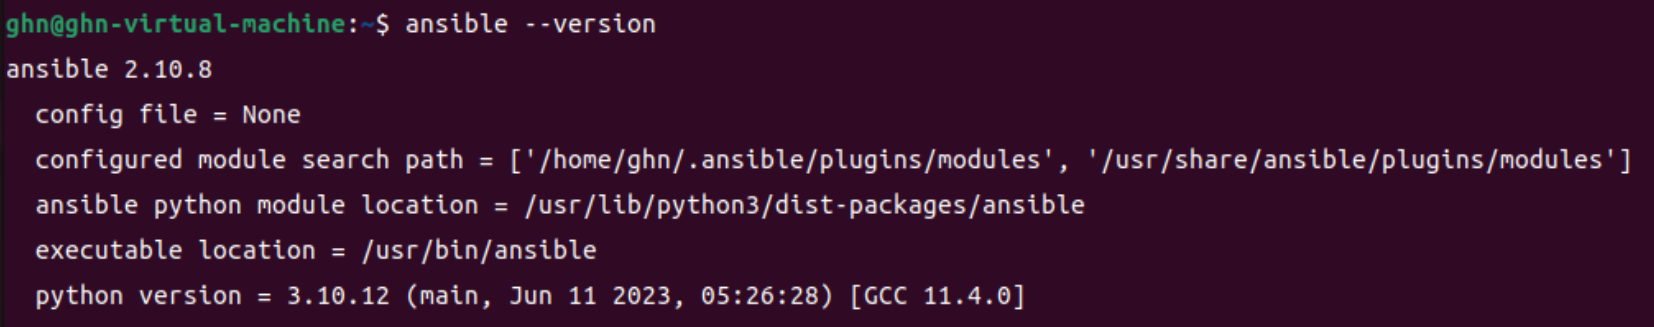 ghn@ghn-virtual-machine:~$ ansible --version
ansible 2.10.8
  config file = None
  configured module search path = ['/home/ghn/.ansible/plugins/modules', '/usr/share/ansible/plugins/modules']
  ansible python module location = /usr/lib/python3/dist-packages/ansible
  executable location = /usr/bin/ansible
  python version = 3.10.12 (main, Jun 11 2023, 05:26:28) [GCC 11.4.0]